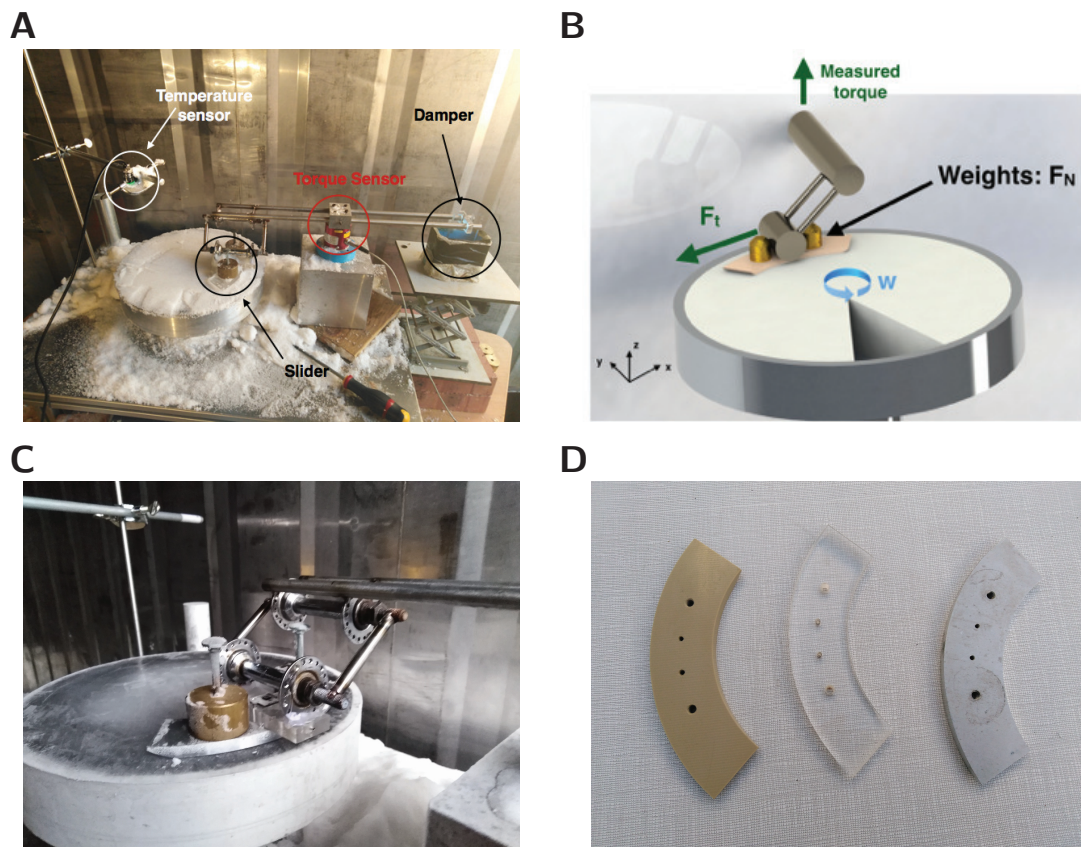 A
B
Temperature
sensor
Damper
Torque Sensor
Slider
Measured
torque
Weights: FN
Ft
W
z
y
x
C
D